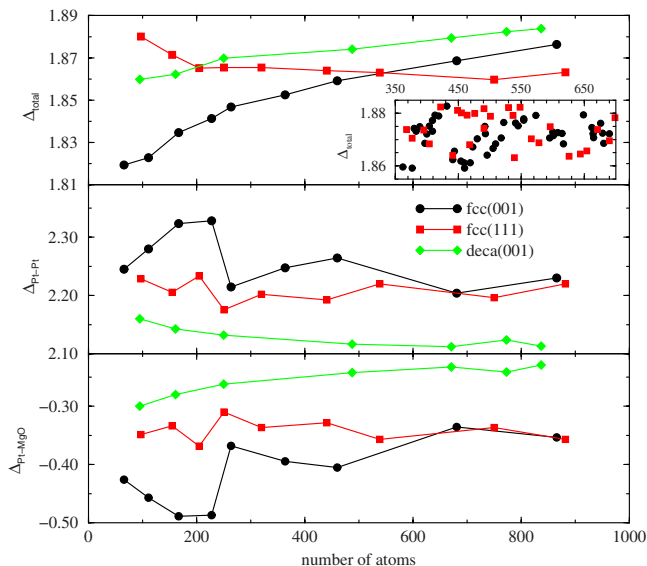 1.89
1.87
1.85
1.83
1.81
Δtotal
350 450 550 650
1.88
1.86
Δtotal
2.30
2.20
2.10
ΔPt–Pt
fcc(001)
fcc(111)
deca(001)
−0.30
−0.40
−0.50
ΔPt–MgO
0 200 400 600 800 1000
number of atoms